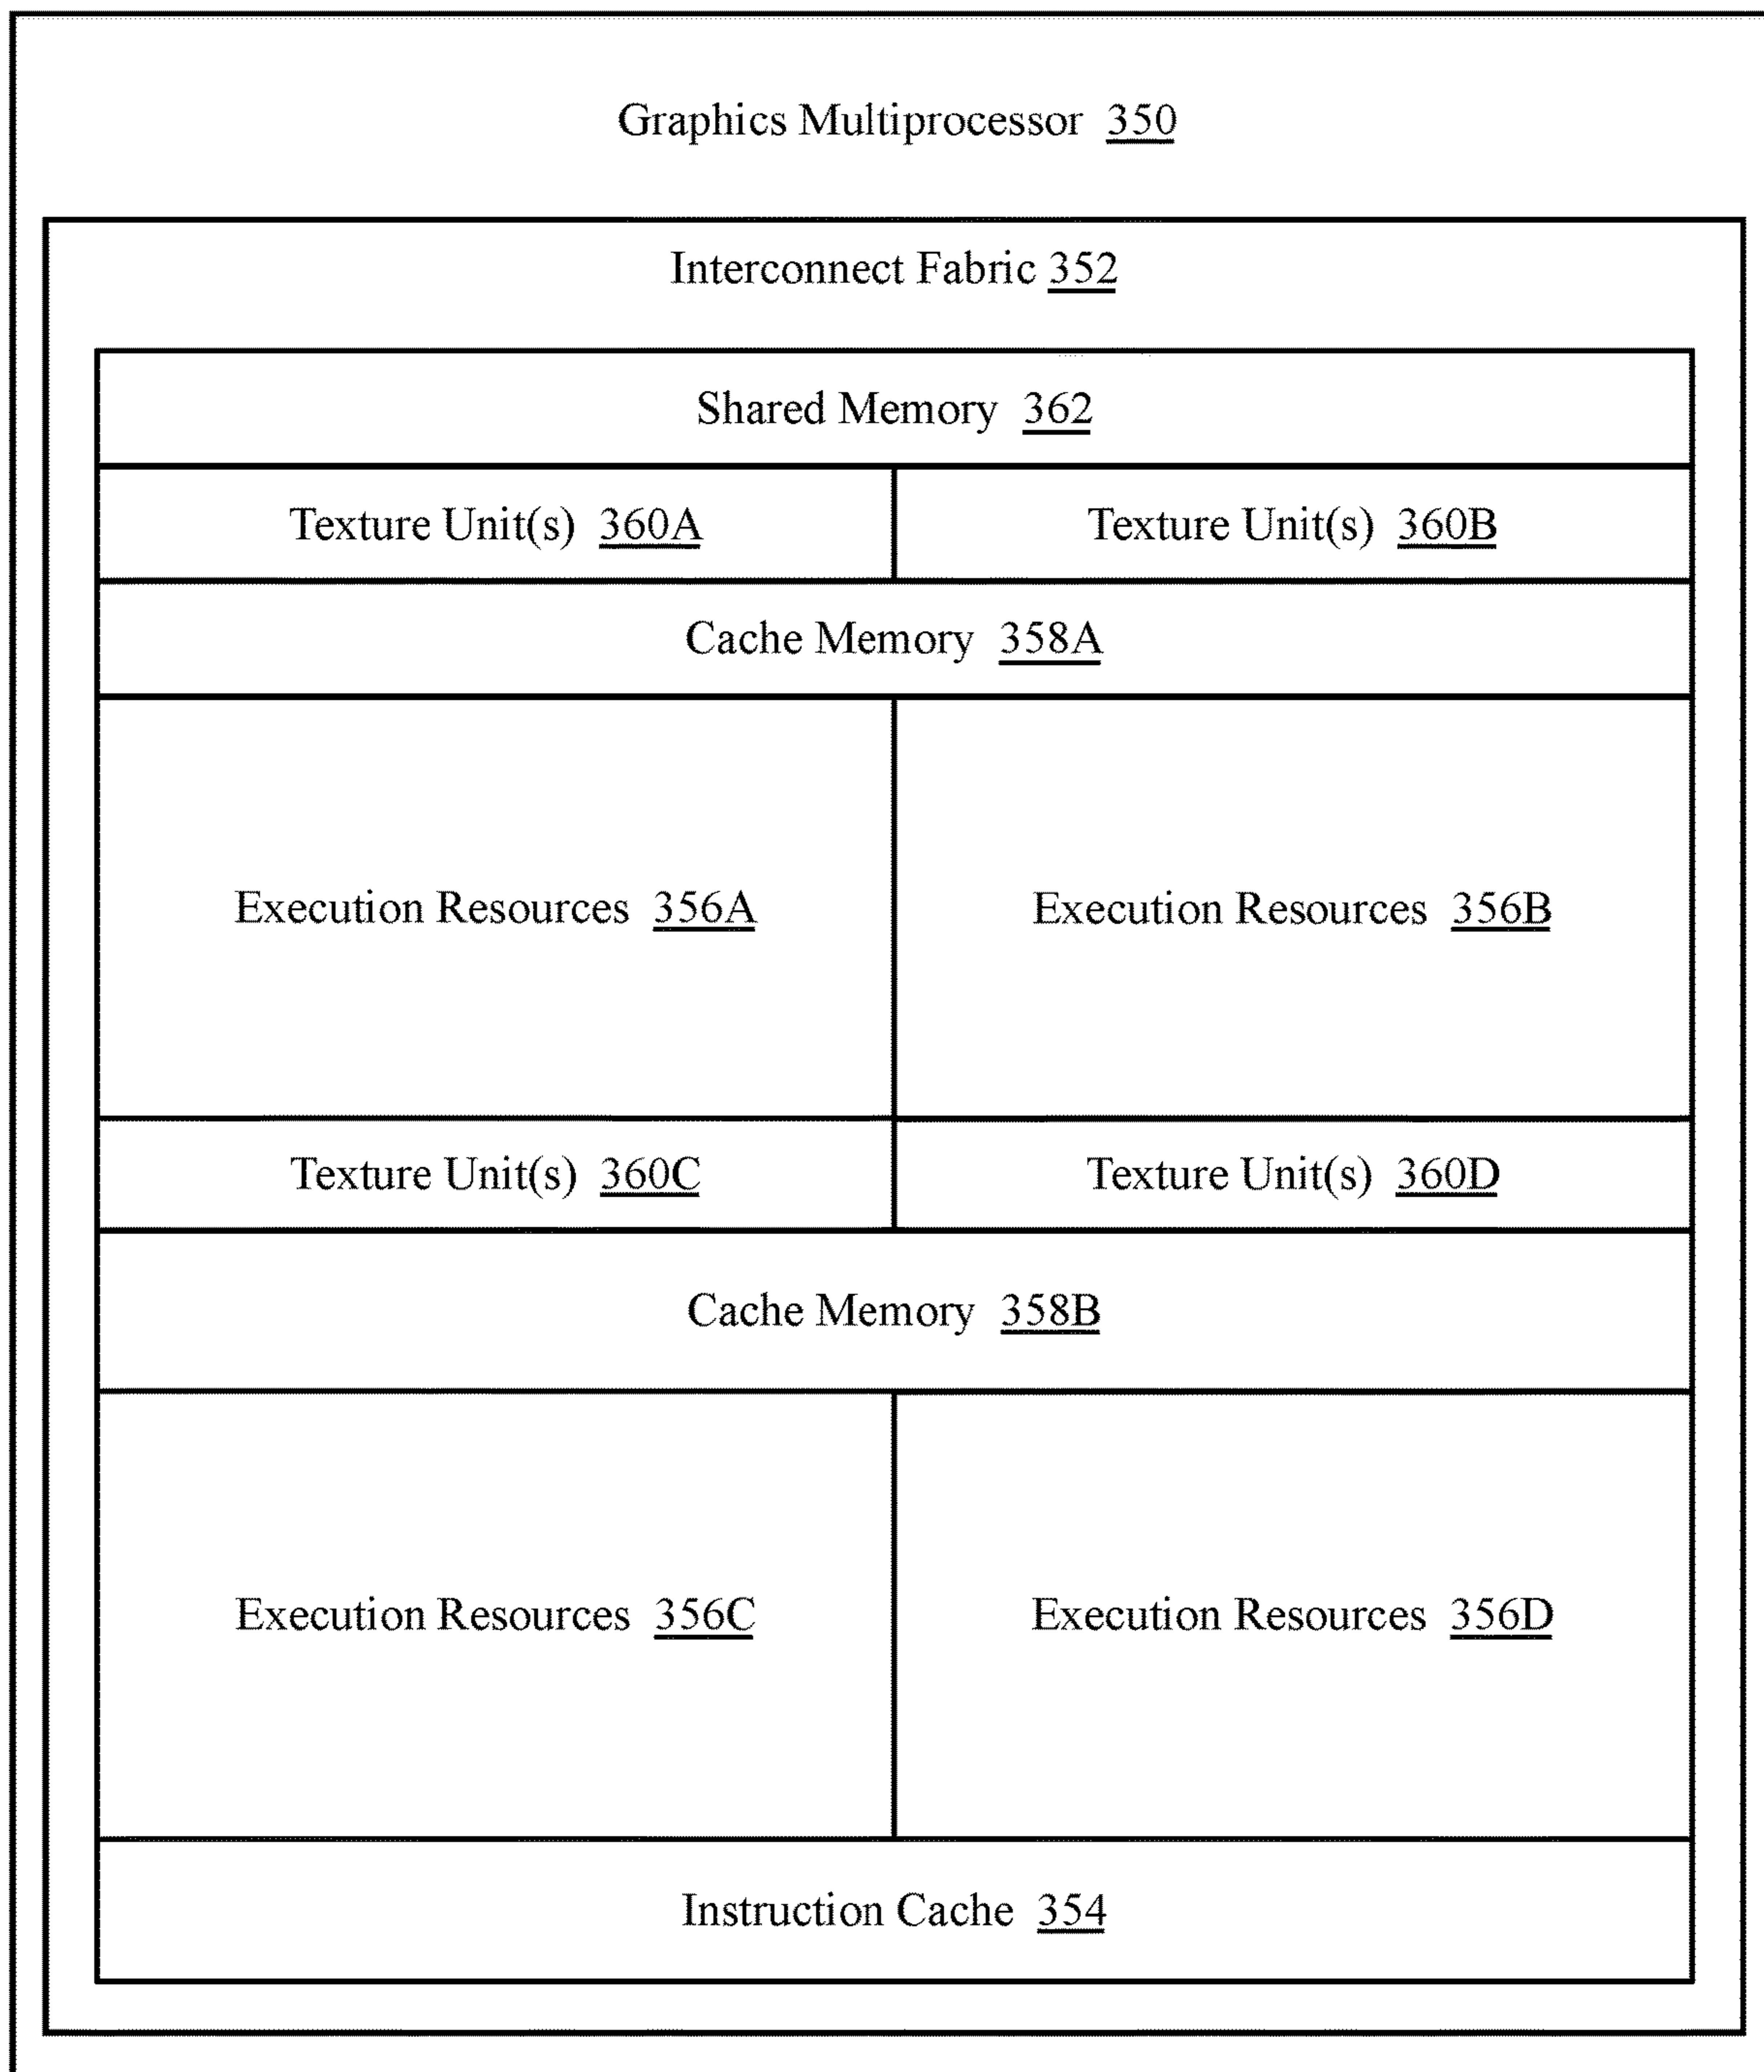 Graphics Multiprocessor 350
Interconnect Fabric 352
Shared Memory 362
Texture Unit(s) 360A
Texture Unit(s) 360B
Cache Memory 358A
Execution Resources 356A
Execution Resources 356B
Texture Unit(s) 360C
Texture Unit(s) 360D
Cache Memory 358B
Execution Resources 356C
Execution Resources 356D
Instruction Cache 354